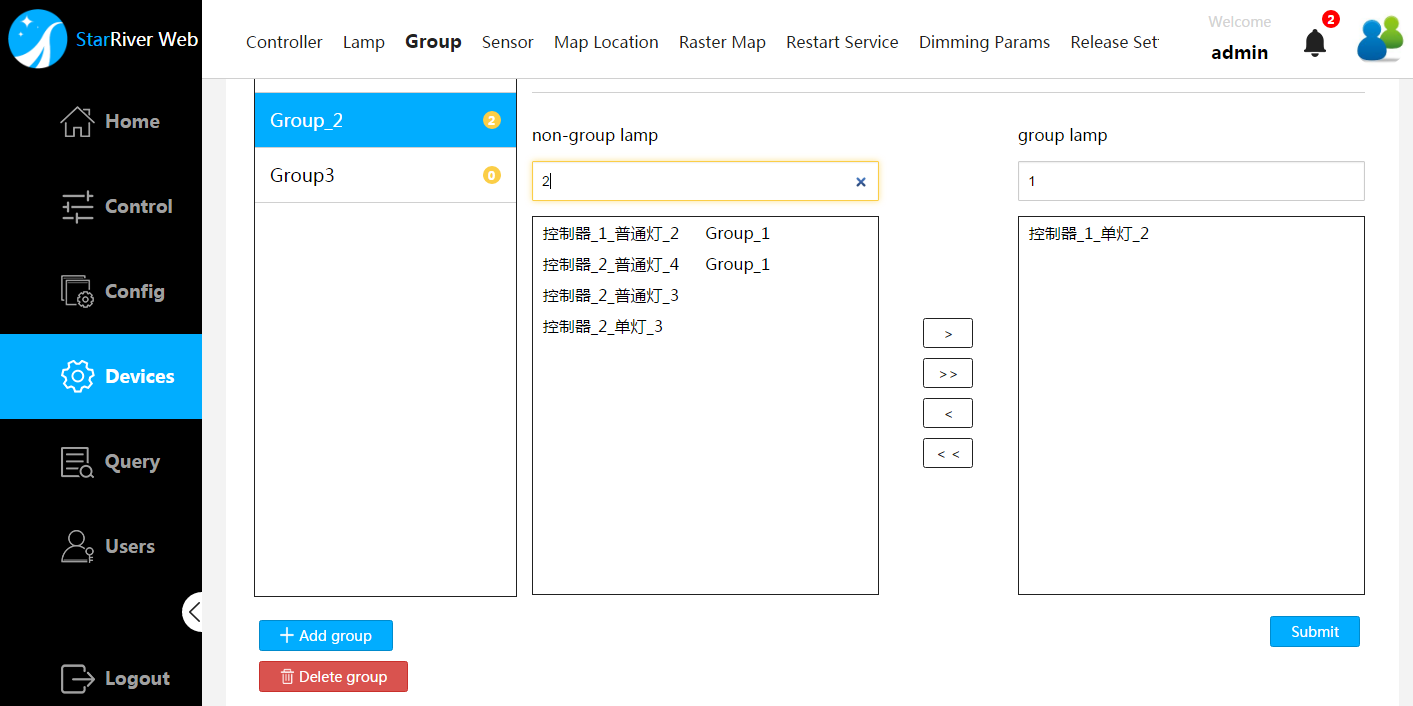 StarRiver Web
Controller Lamp Group Sensor Map Location Raster Map Restart Service Dimming Params Release Set
Welcome
admin
2
Home
Control
Config
Devices
Query
Users
Logout
Group_2 2
Group3 0
non-group lamp
2
控制器_1_普通灯_2 Group_1
控制器_2_普通灯_4 Group_1
控制器_2_普通灯_3
控制器_2_单灯_3
>
>>
<
< <
group lamp
1
控制器_1_单灯_2
Add group
Delete group
Submit